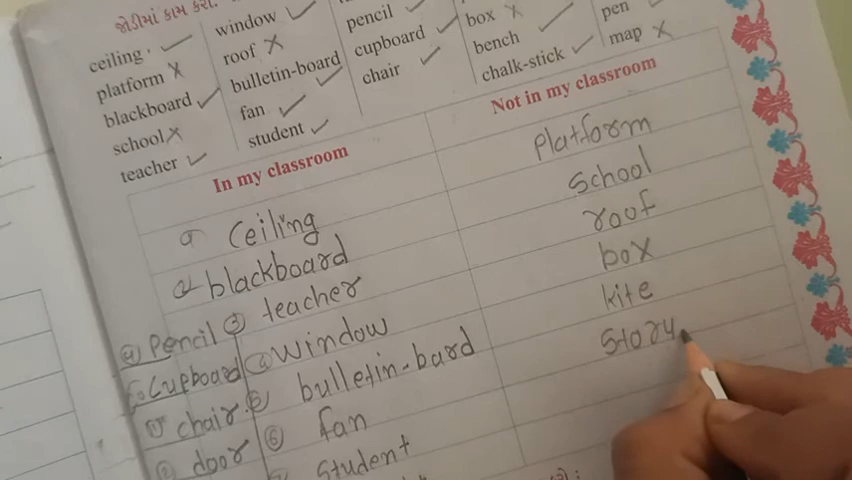 જોડીમાં કામ કરો.
ceiling window pencil box pen
platform roof cupboard bench map
blackboard bulletin-board chair chalk-stick
school fan
teacher student
In my classroom Not in my classroom
Ceiling Platform
blackboard School
teacher roof
Pencil window box
Cupboard bulletin-bard kite
chair fan Story
door student